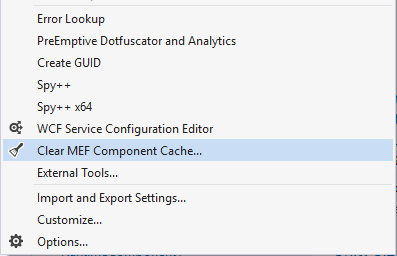 Error Lookup
PreEmptive Dotfuscator and Analytics
Create GUID
Spy++
Spy++ x64
WCF Service Configuration Editor
Clear MEF Component Cache...
External Tools...
Import and Export Settings...
Customize...
Options...